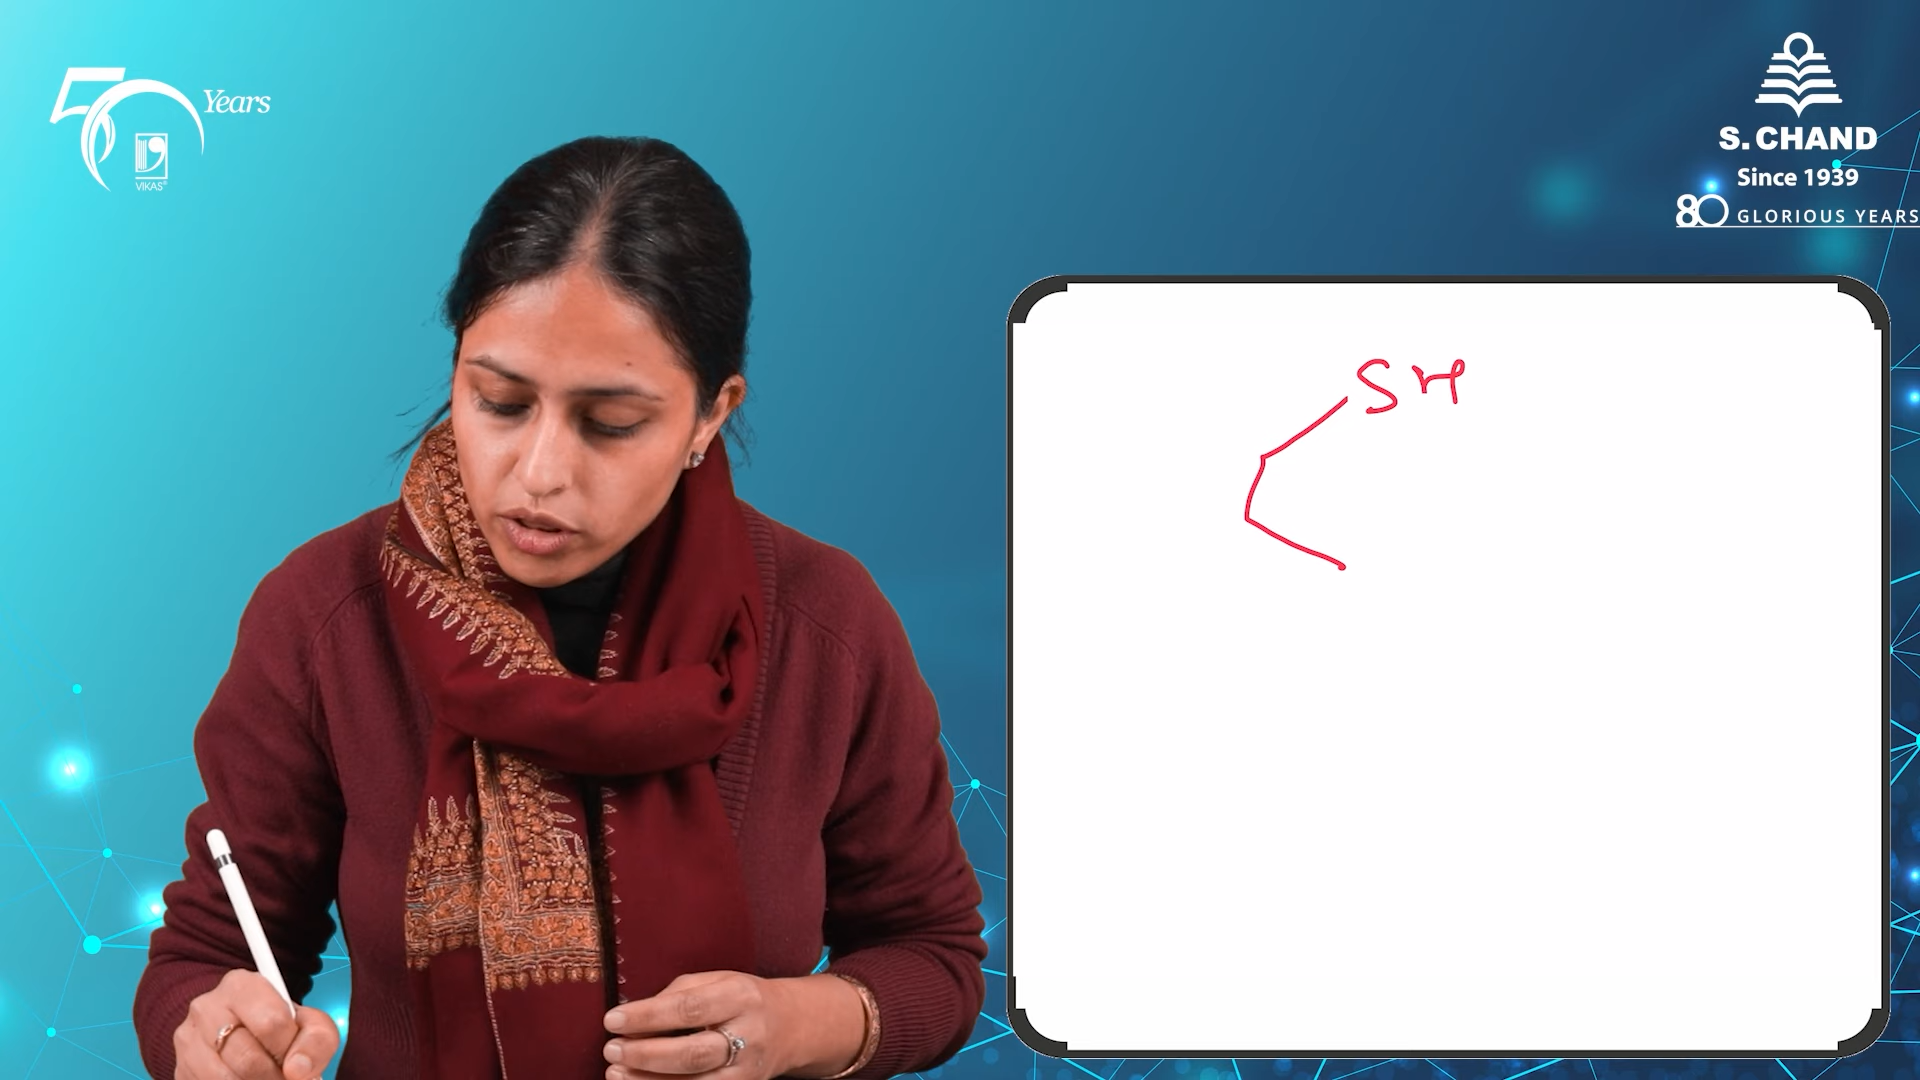 50 Years
VIKAS®
S. CHAND
Since 1939
80 GLORIOUS YEARS
SH